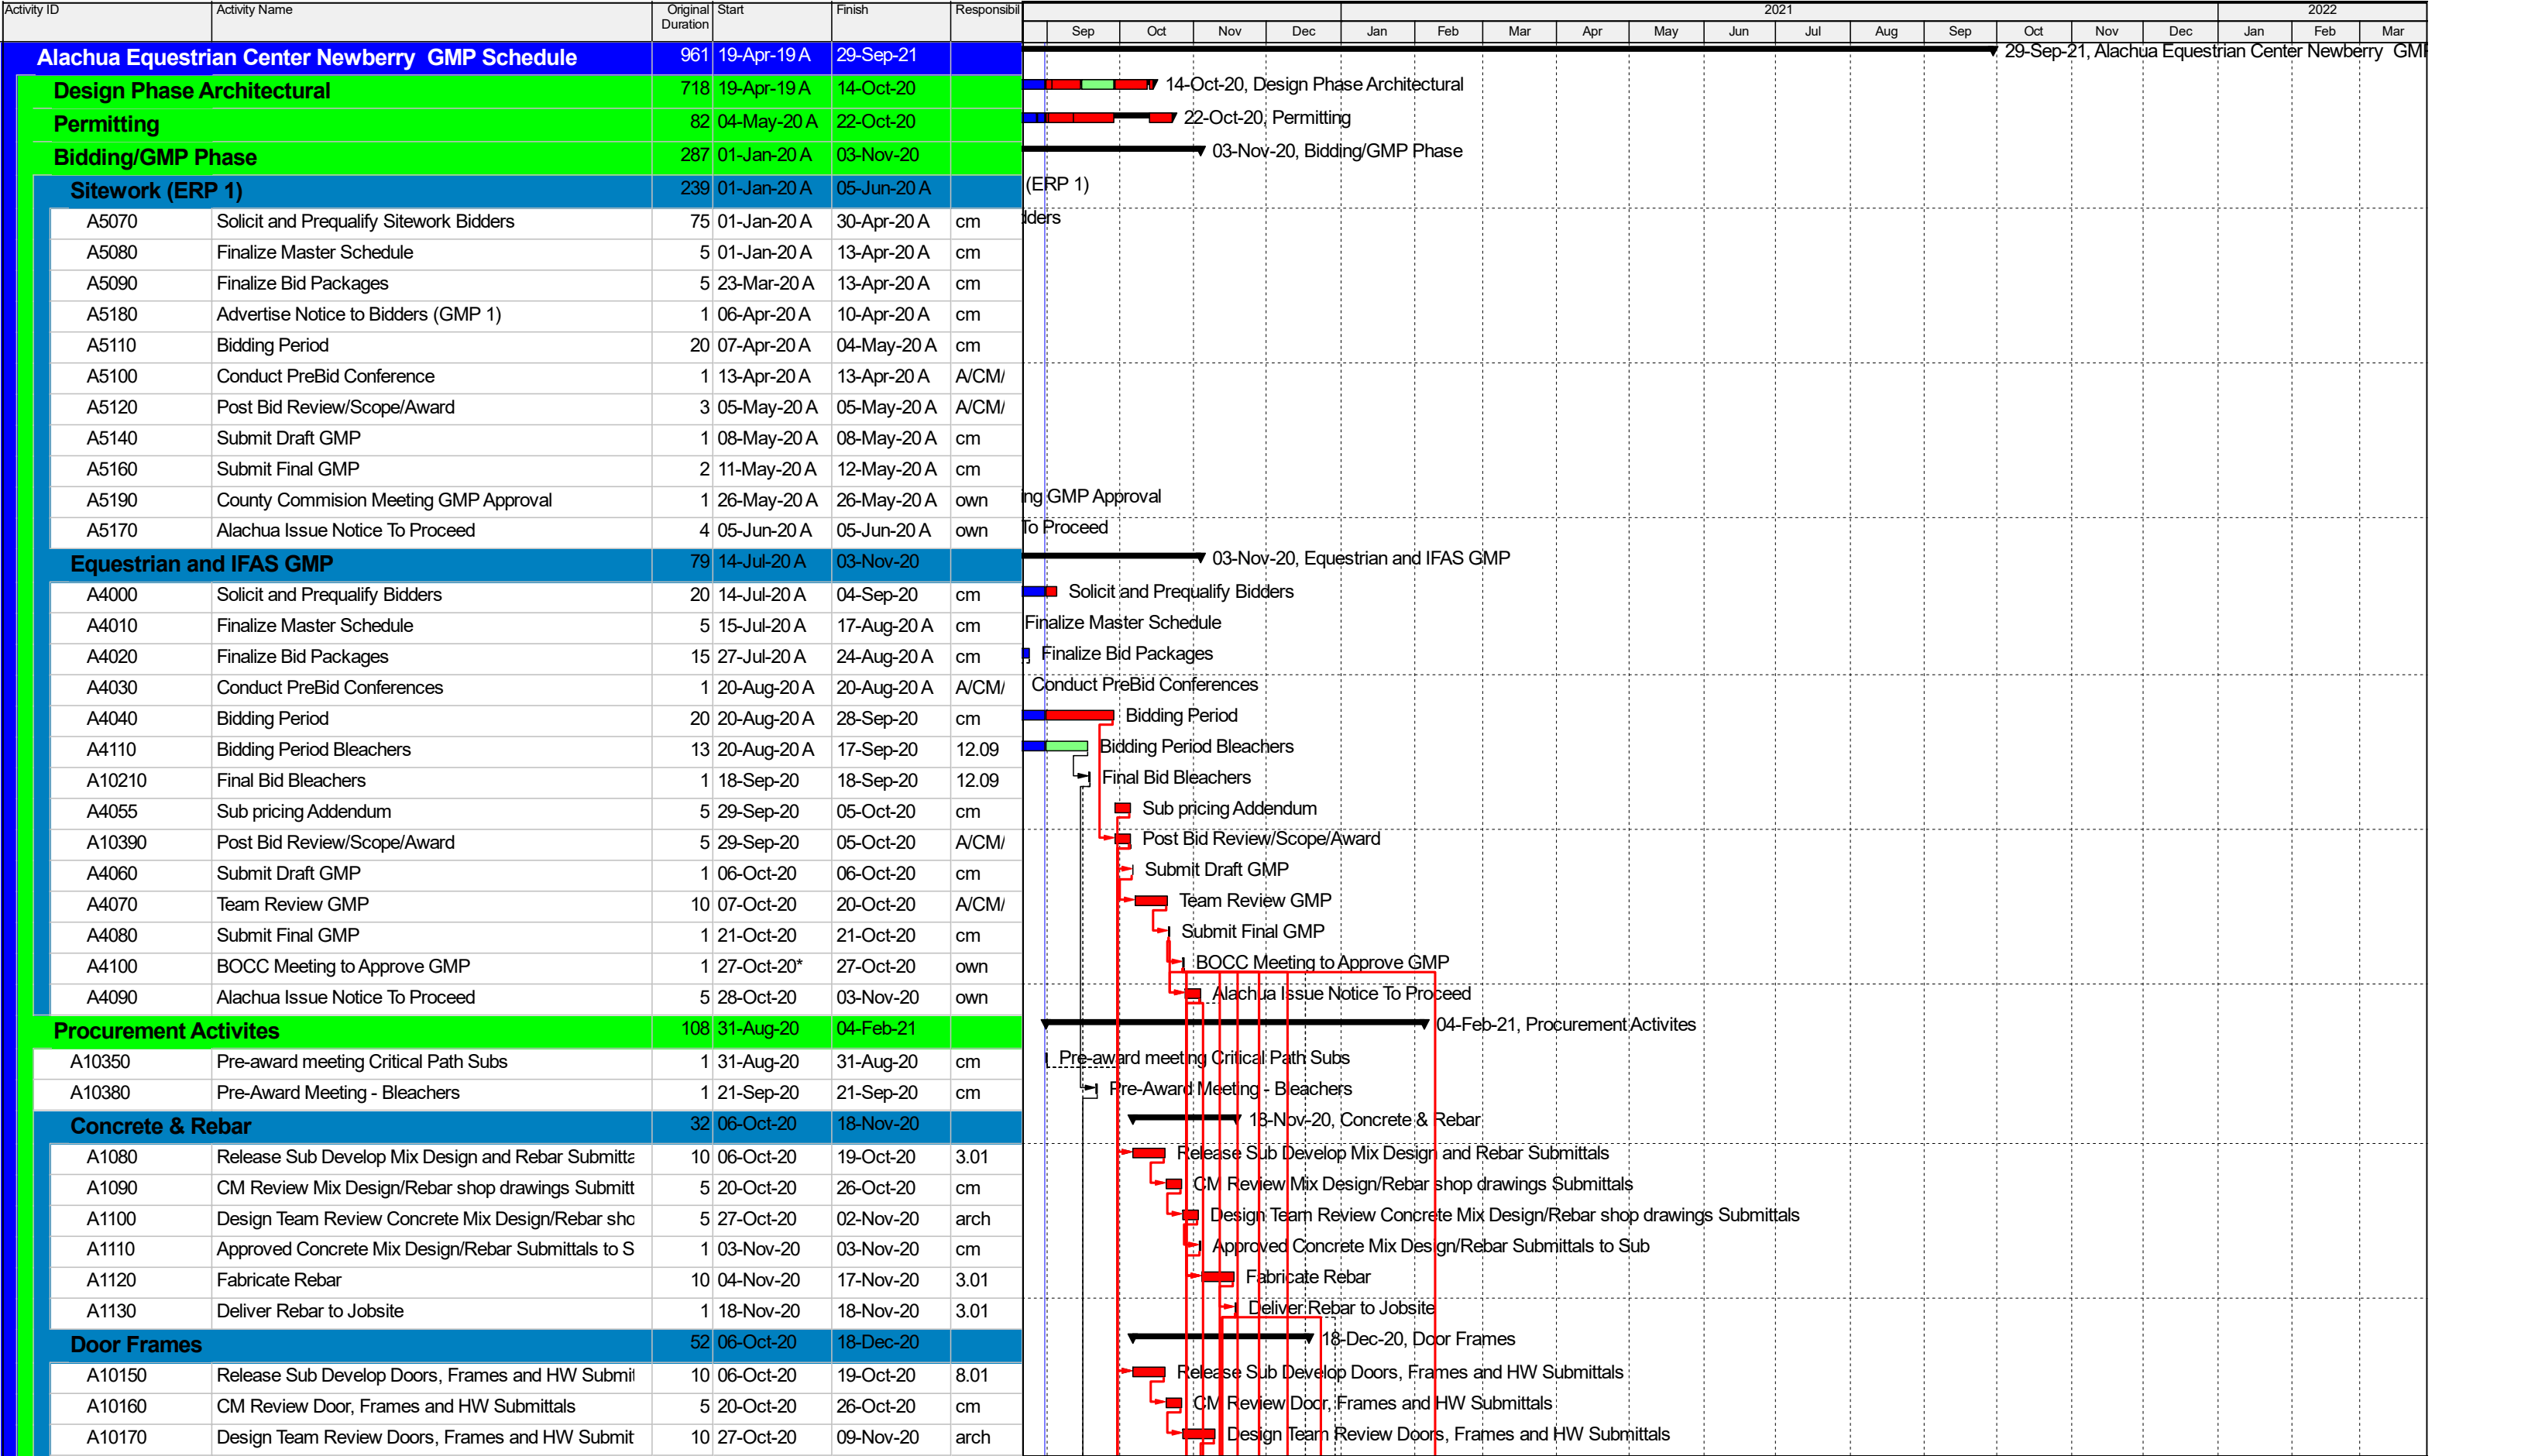 Activity ID Activity Name Original Duration Start Finish Responsibil 2021 2022
Sep Oct Nov Dec Jan Feb Mar Apr May Jun Jul Aug Sep Oct Nov Dec Jan Feb Mar
Alachua Equestrian Center Newberry GMP Schedule 961 19-Apr-19 A 29-Sep-21 29-Sep-21, Alachua Equestrian Center Newberry GMP
Design Phase Architectural 718 19-Apr-19 A 14-Oct-20 14-Oct-20, Design Phase Architectural
Permitting 82 04-May-20 A 22-Oct-20 22-Oct-20, Permitting
Bidding/GMP Phase 287 01-Jan-20 A 03-Nov-20 03-Nov-20, Bidding/GMP Phase
Sitework (ERP 1) 239 01-Jan-20 A 05-Jun-20 A (ERP 1)
A5070 Solicit and Prequalify Sitework Bidders 75 01-Jan-20 A 30-Apr-20 A cm dders
A5080 Finalize Master Schedule 5 01-Jan-20 A 13-Apr-20 A cm
A5090 Finalize Bid Packages 5 23-Mar-20 A 13-Apr-20 A cm
A5180 Advertise Notice to Bidders (GMP 1) 1 06-Apr-20 A 10-Apr-20 A cm
A5110 Bidding Period 20 07-Apr-20 A 04-May-20 A cm
A5100 Conduct PreBid Conference 1 13-Apr-20 A 13-Apr-20 A A/CM/
A5120 Post Bid Review/Scope/Award 3 05-May-20 A 05-May-20 A A/CM/
A5140 Submit Draft GMP 1 08-May-20 A 08-May-20 A cm
A5160 Submit Final GMP 2 11-May-20 A 12-May-20 A cm
A5190 County Commision Meeting GMP Approval 1 26-May-20 A 26-May-20 A own ing GMP Approval
A5170 Alachua Issue Notice To Proceed 4 05-Jun-20 A 05-Jun-20 A own To Proceed
Equestrian and IFAS GMP 79 14-Jul-20 A 03-Nov-20 03-Nov-20, Equestrian and IFAS GMP
A4000 Solicit and Prequalify Bidders 20 14-Jul-20 A 04-Sep-20 cm Solicit and Prequalify Bidders
A4010 Finalize Master Schedule 5 15-Jul-20 A 17-Aug-20 A cm Finalize Master Schedule
A4020 Finalize Bid Packages 15 27-Jul-20 A 24-Aug-20 A cm Finalize Bid Packages
A4030 Conduct PreBid Conferences 1 20-Aug-20 A 20-Aug-20 A A/CM/ Conduct PreBid Conferences
A4040 Bidding Period 20 20-Aug-20 A 28-Sep-20 cm Bidding Period
A4110 Bidding Period Bleachers 13 20-Aug-20 A 17-Sep-20 12.09 Bidding Period Bleachers
A10210 Final Bid Bleachers 1 18-Sep-20 18-Sep-20 12.09 Final Bid Bleachers
A4055 Sub pricing Addendum 5 29-Sep-20 05-Oct-20 cm Sub pricing Addendum
A10390 Post Bid Review/Scope/Award 5 29-Sep-20 05-Oct-20 A/CM/ Post Bid Review/Scope/Award
A4060 Submit Draft GMP 1 06-Oct-20 06-Oct-20 cm Submit Draft GMP
A4070 Team Review GMP 10 07-Oct-20 20-Oct-20 A/CM/ Team Review GMP
A4080 Submit Final GMP 1 21-Oct-20 21-Oct-20 cm Submit Final GMP
A4100 BOCC Meeting to Approve GMP 1 27-Oct-20* 27-Oct-20 own BOCC Meeting to Approve GMP
A4090 Alachua Issue Notice To Proceed 5 28-Oct-20 03-Nov-20 own Alachua Issue Notice To Proceed
Procurement Activites 108 31-Aug-20 04-Feb-21 04-Feb-21, Procurement Activites
A10350 Pre-award meeting Critical Path Subs 1 31-Aug-20 31-Aug-20 cm Pre-award meeting Critical Path Subs
A10380 Pre-Award Meeting - Bleachers 1 21-Sep-20 21-Sep-20 cm Pre-Award Meeting - Bleachers
Concrete & Rebar 32 06-Oct-20 18-Nov-20 18-Nov-20, Concrete & Rebar
A1080 Release Sub Develop Mix Design and Rebar Submitta 10 06-Oct-20 19-Oct-20 3.01 Release Sub Develop Mix Design and Rebar Submittals
A1090 CM Review Mix Design/Rebar shop drawings Submitt 5 20-Oct-20 26-Oct-20 cm CM Review Mix Design/Rebar shop drawings Submittals
A1100 Design Team Review Concrete Mix Design/Rebar sho 5 27-Oct-20 02-Nov-20 arch Design Team Review Concrete Mix Design/Rebar shop drawings Submittals
A1110 Approved Concrete Mix Design/Rebar Submittals to S 1 03-Nov-20 03-Nov-20 cm Approved Concrete Mix Design/Rebar Submittals to Sub
A1120 Fabricate Rebar 10 04-Nov-20 17-Nov-20 3.01 Fabricate Rebar
A1130 Deliver Rebar to Jobsite 1 18-Nov-20 18-Nov-20 3.01 Deliver Rebar to Jobsite
Door Frames 52 06-Oct-20 18-Dec-20 18-Dec-20, Door Frames
A10150 Release Sub Develop Doors, Frames and HW Submit 10 06-Oct-20 19-Oct-20 8.01 Release Sub Develop Doors, Frames and HW Submittals
A10160 CM Review Door, Frames and HW Submittals 5 20-Oct-20 26-Oct-20 cm CM Review Door, Frames and HW Submittals
A10170 Design Team Review Doors, Frames and HW Submit 10 27-Oct-20 09-Nov-20 arch Design Team Review Doors, Frames and HW Submittals